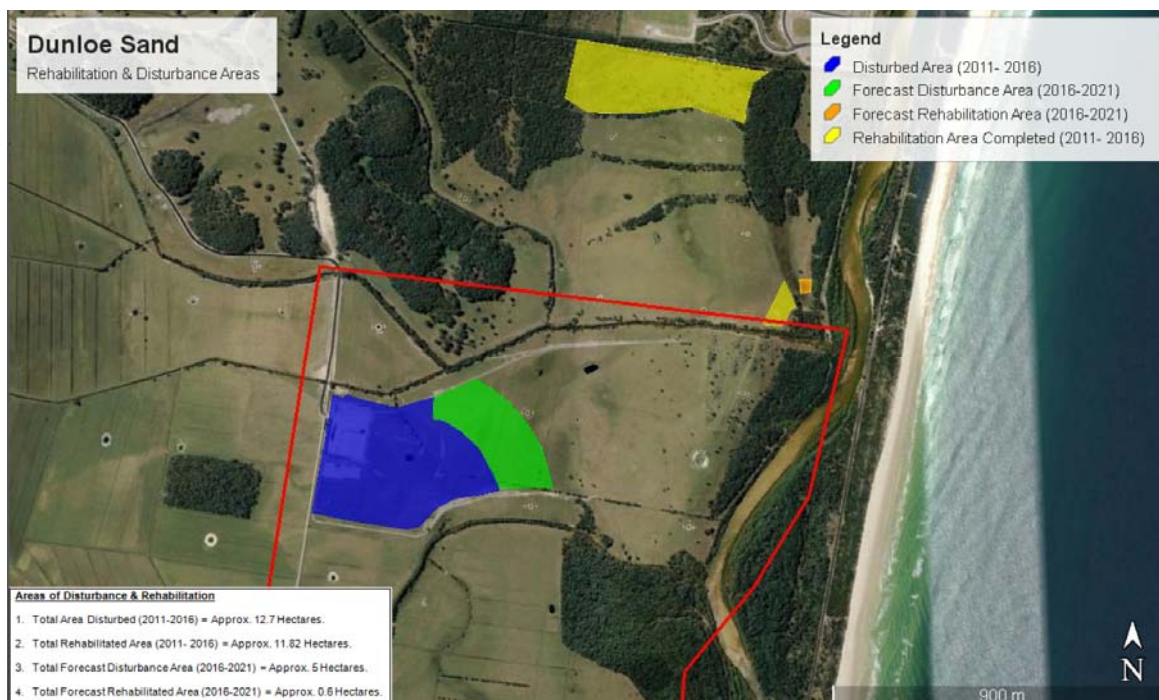 Dunloe Sand
Rehabilitation & Disturbance Areas
Legend
Disturbed Area (2011- 2016)
Forecast Disturbance Area (2016-2021)
Forecast Rehabilitation Area (2016-2021)
Rehabilitation Area Completed (2011- 2016)
Areas of Disturbance & Rehabilitation
1. Total Area Disturbed (2011-2016) = Approx. 12.7 Hectares.
2. Total Rehabilitated Area (2011- 2016) = Approx. 11.82 Hectares.
3. Total Forecast Disturbance Area (2016-2021) = Approx. 5 Hectares.
4. Total Forecast Rehabilitated Area (2016-2021) = Approx. 0.6 Hectares.
N
900 m